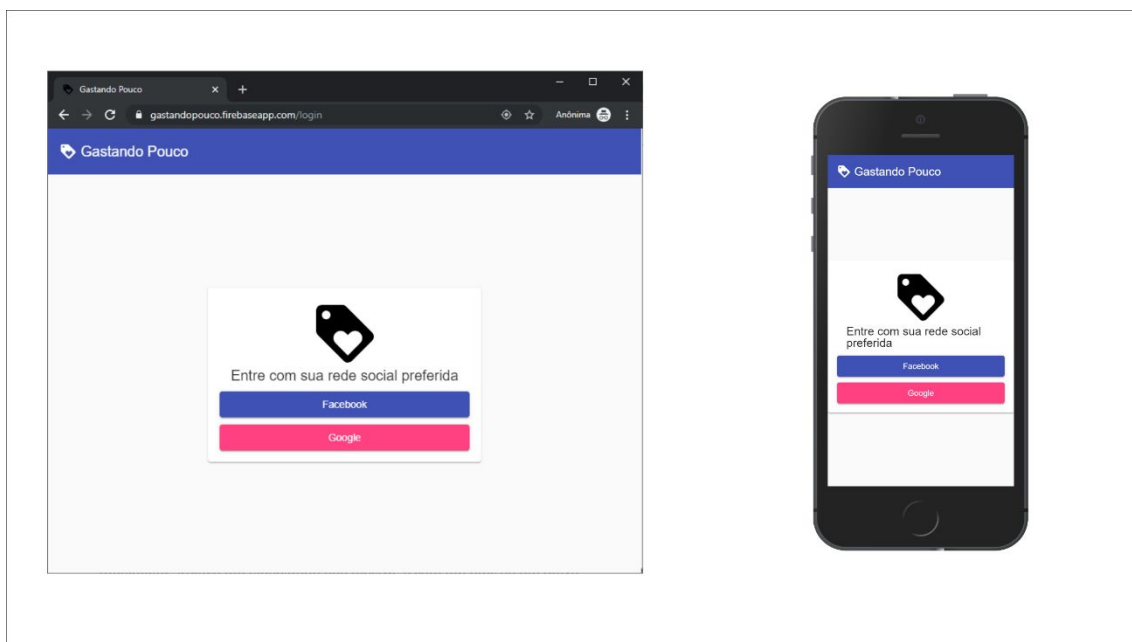 Gastando Pouco
gastandopouco.firebaseapp.com/login
Anônima
Gastando Pouco
Entre com sua rede social preferida
Facebook
Google
Gastando Pouco
Entre com sua rede social
preferida
Facebook
Google